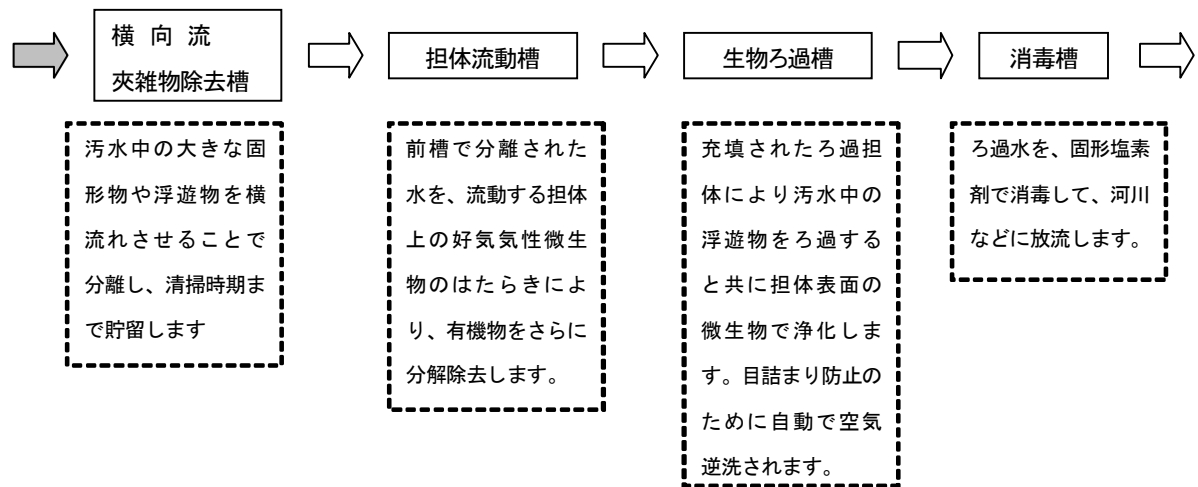 横向流
夾雑物除去槽
担体流動槽
生物ろ過槽
消毒槽
汚水中の大きな固
形物や浮遊物を横
流れさせることで
分離し、清掃時期ま
で貯留します
前槽で分離された
水を、流動する担体
上の好気気性微生
物のはたらきによ
り、有機物をさらに
分解除去します。
充填されたろ過担
体により汚水中の
浮遊物をろ過する
と共に担体表面の
微生物で浄化しま
す。目詰まり防止の
ために自動で空気
逆洗されます。
ろ過水を、固形塩素
剤で消毒して、河川
などに放流します。